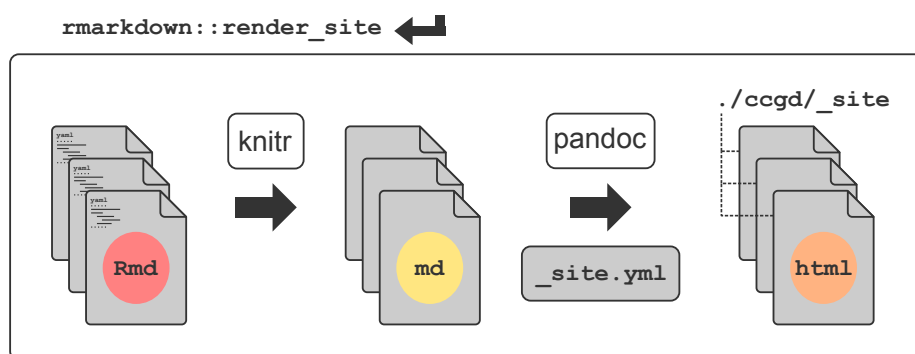 rmarkdown::render_site
./ccgd/_site
knitr
pandoc
yaml
yaml
yaml
Rmd
md
_site.yml
html